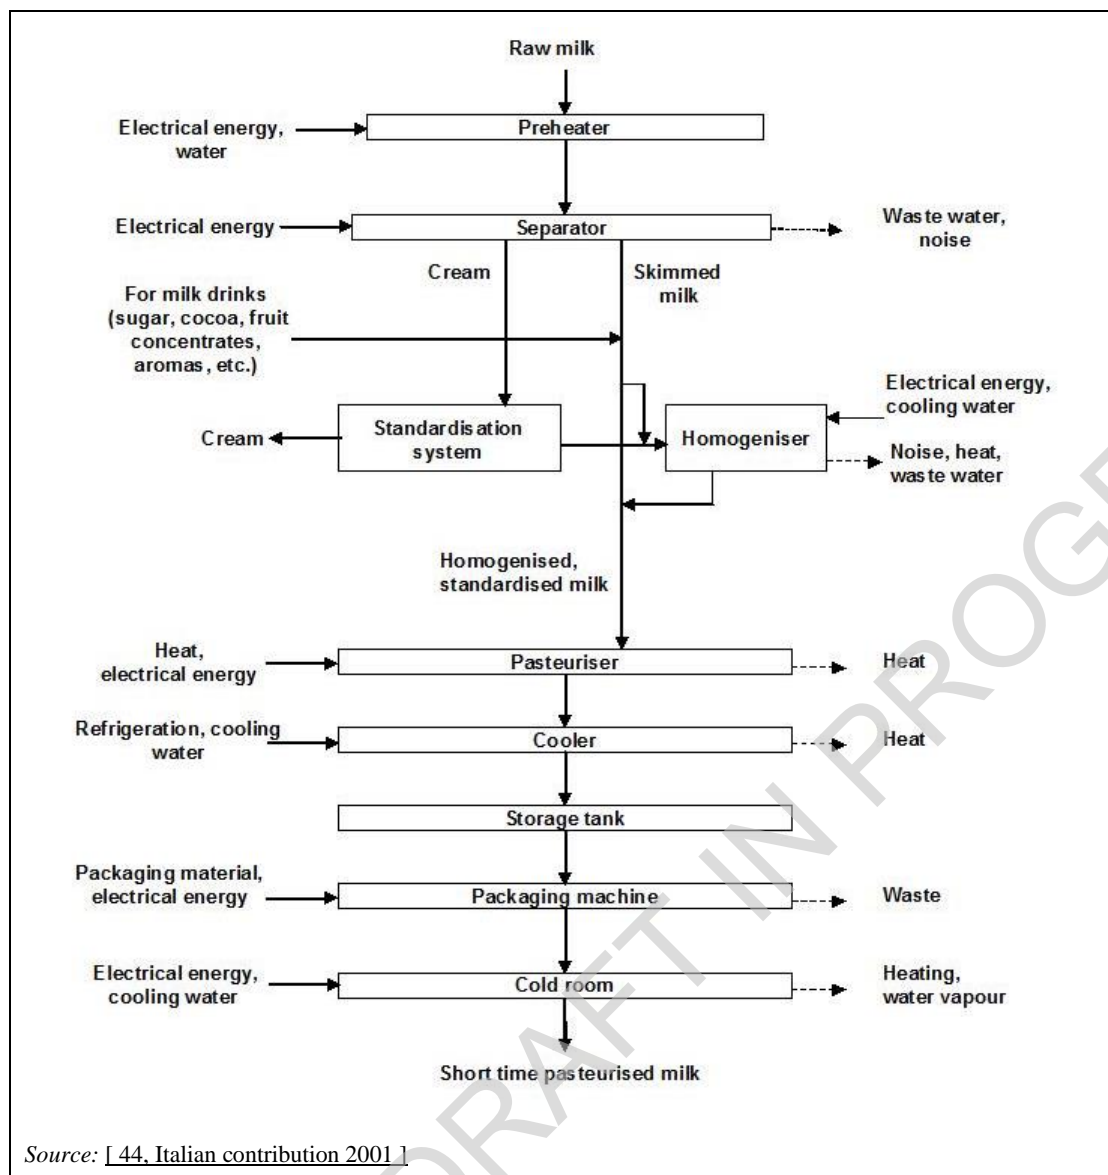 Raw milk
Electrical energy,
water
Preheater
Electrical energy
Separator
Waste water,
noise
Cream
Skimmed
milk
For milk drinks
(sugar, cocoa, fruit
concentrates,
aromas, etc.)
Electrical energy,
cooling water
Cream
Standardisation
system
Homogeniser
Noise, heat,
waste water
Homogenised,
standardised milk
Heat,
electrical energy
Pasteuriser
Heat
Refrigeration, cooling
water
Cooler
Heat
Storage tank
Packaging material,
electrical energy
Packaging machine
Waste
Electrical energy,
cooling water
Cold room
Heating,
water vapour
Short time pasteurised milk
Source: [ 44, Italian contribution 2001 ]
DRAFT IN PROGR